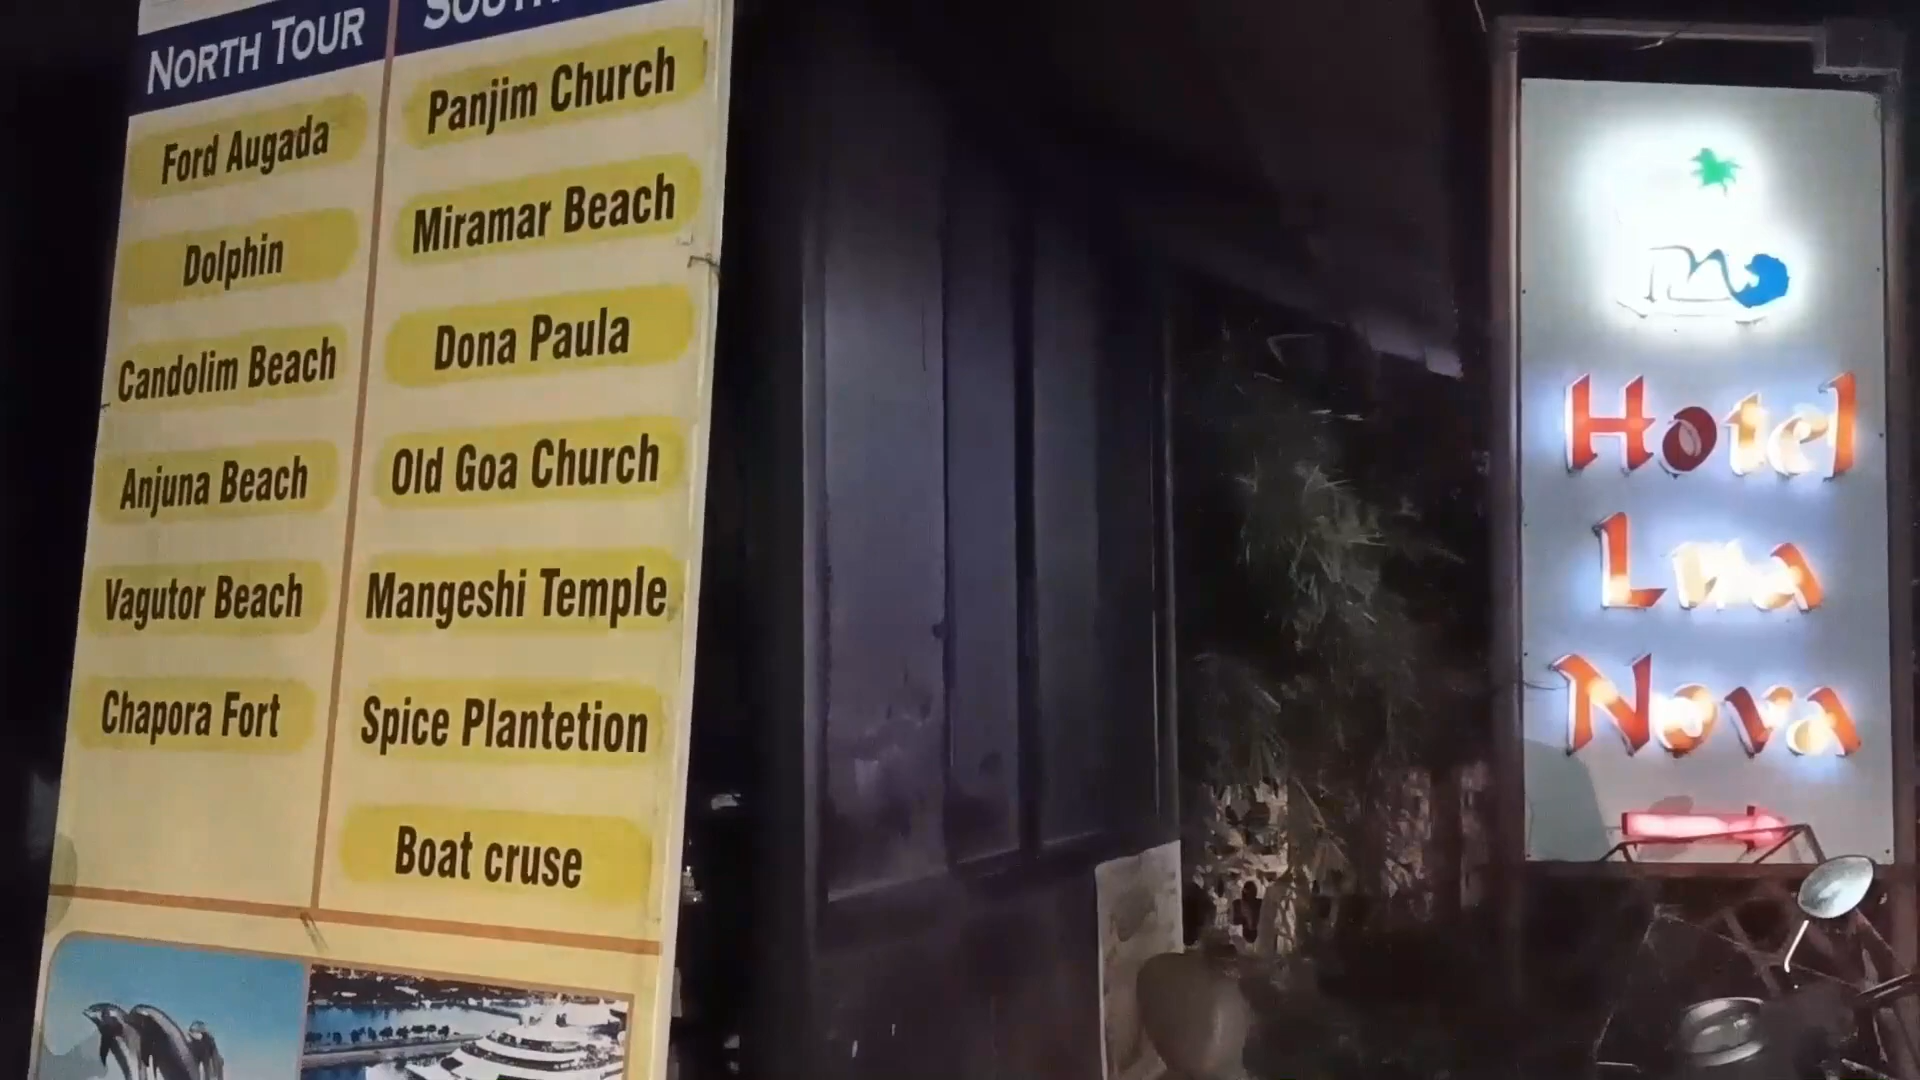 NORTH TOUR
Ford Augada
Dolphin
Candolim Beach
Anjuna Beach
Vagutor Beach
Chapora Fort
Panjim Church
Miramar Beach
Dona Paula
Old Goa Church
Mangeshi Temple
Spice Plantetion
Boat cruse
Hotel
Lua
Nova